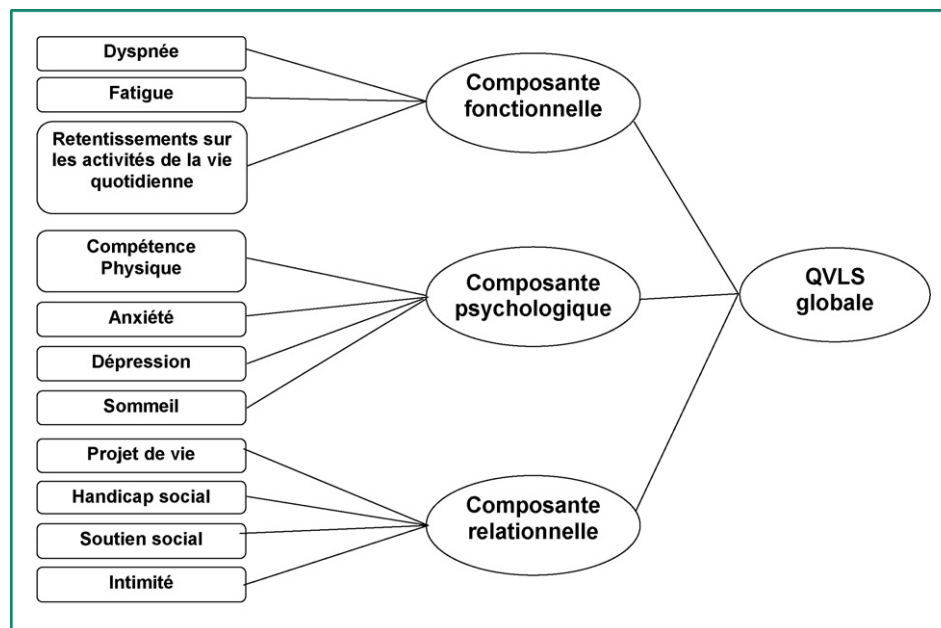 Dyspnée
Fatigue
Retentissements sur
les activités de la vie
quotidienne
Composante
fonctionnelle
Compétence
Physique
Anxiété
Dépression
Sommeil
Composante
psychologique
QVLS
globale
Projet de vie
Handicap social
Soutien social
Intimité
Composante
relationnelle